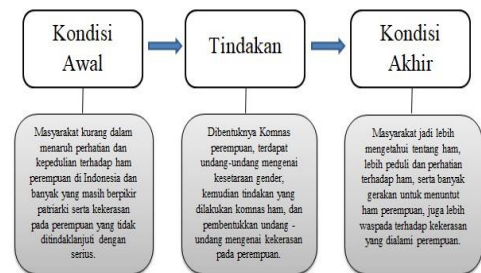 Kondisi
Awal
Tindakan
Kondisi
Akhir
Masyarakat kurang dalam
menaruh perhatian dan
kepedulian terhadap ham
perempuan di Indonesia dan
banyak yang masih berpikir
patriarki serta kekerasan
pada perempuan yang tidak
ditindaklanjuti dengan
serius.
Dibentuknya Komnas
perempuan, terdapat
undang-undang mengenai
kesetaraan gender,
kemudian tindakan yang
dilakukan komnas ham, dan
pembentukkan undang -
undang mengenai kekerasan
pada perempuan.
Masyarakat jadi lebih
mengetahui tentang ham,
lebih peduli dan perhatian
terhadap ham, serta banyak
gerakan untuk menuntut
ham perempuan, juga lebih
waspada terhadap kekerasan
yang dialami perempuan.